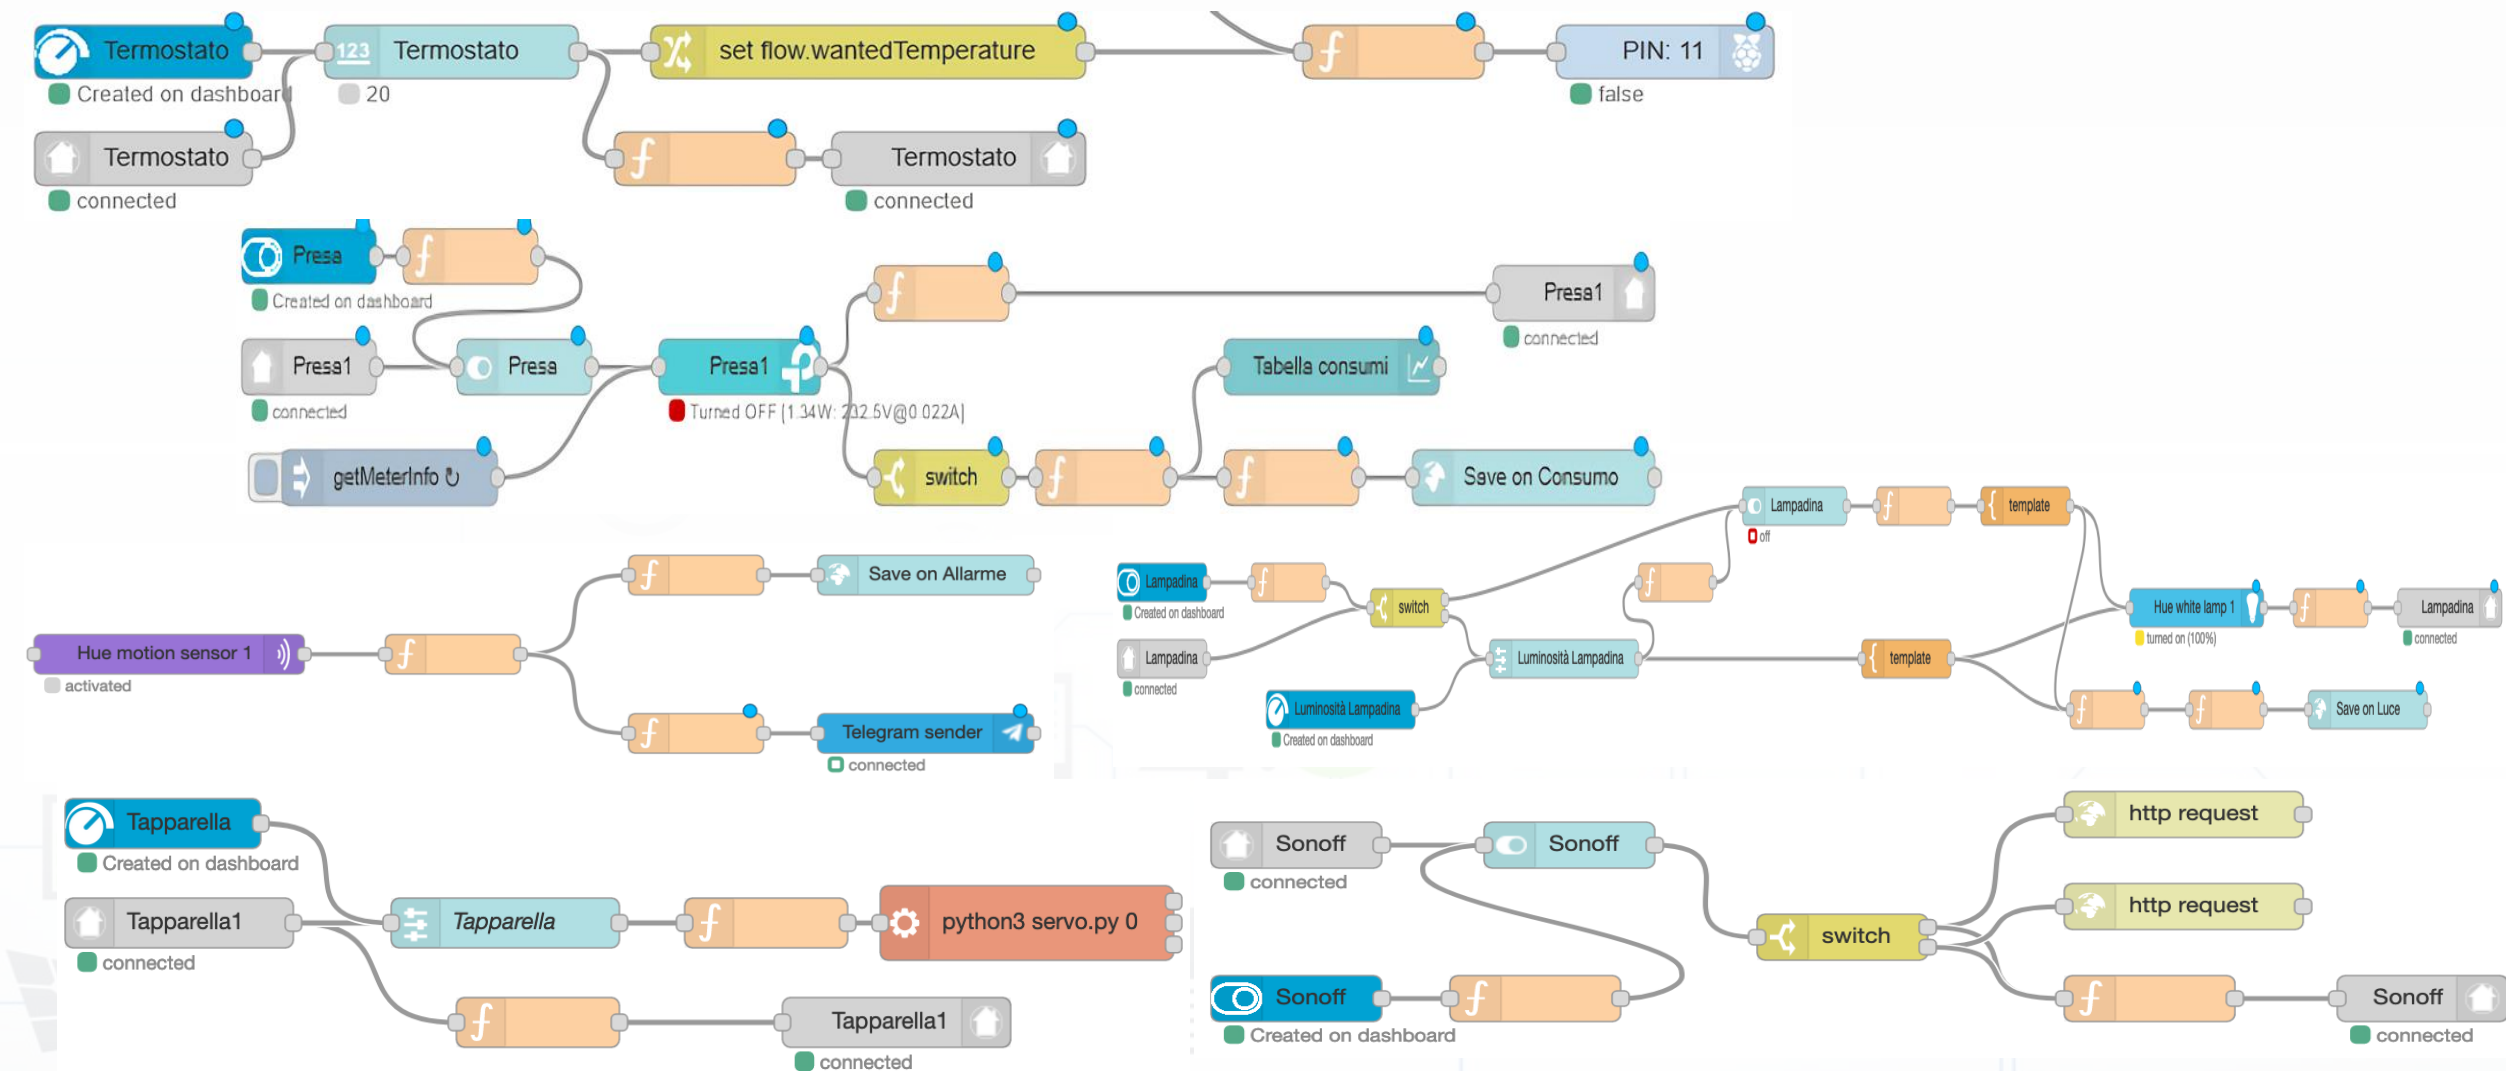 Termostato
Created on dashboard
123
Termostato
20
set flow.wantedTemperature
PIN: 11
false
Termostato
connected
Termostato
connected
Presa
Created on dashboard
Presa1
connected
Presa1
connected
Presa
Presa1
Turned OFF (1.34W: 232.5V@0.022A)
Tabella consumi
getMeterInfo ↻
switch
Save on Consumo
Hue motion sensor 1
activated
Save on Allarme
Telegram sender
connected
Lampadina
off
template
Lampadina
Created on dashboard
switch
Hue white lamp 1
turned on (100%)
Lampadina
connected
Lampadina
connected
Luminosità Lampadina
template
Luminosità Lampadina
Created on dashboard
Save on Luce
Tapparella
Created on dashboard
Tapparella1
connected
Tapparella
python3 servo.py 0
Tapparella1
connected
Sonoff
connected
Sonoff
http request
http request
switch
Sonoff
Created on dashboard
Sonoff
connected